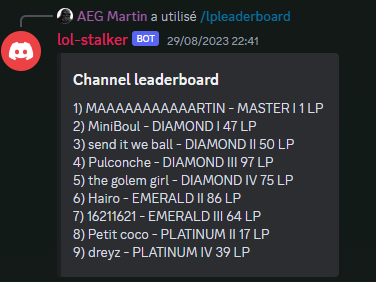 AEG Martin a utilisé /lpleaderboard
lol-stalker BOT 29/08/2023 22:41
Channel leaderboard
1) MAAAAAAAAAAARTIN - MASTER I 1 LP
2) MiniBoul - DIAMOND I 47 LP
3) send it we ball - DIAMOND II 50 LP
4) Pulconche - DIAMOND III 97 LP
5) the golem girl - DIAMOND IV 75 LP
6) Hairo - EMERALD II 86 LP
7) 16211621 - EMERALD III 64 LP
8) Petit coco - PLATINUM II 17 LP
9) dreyz - PLATINUM IV 39 LP